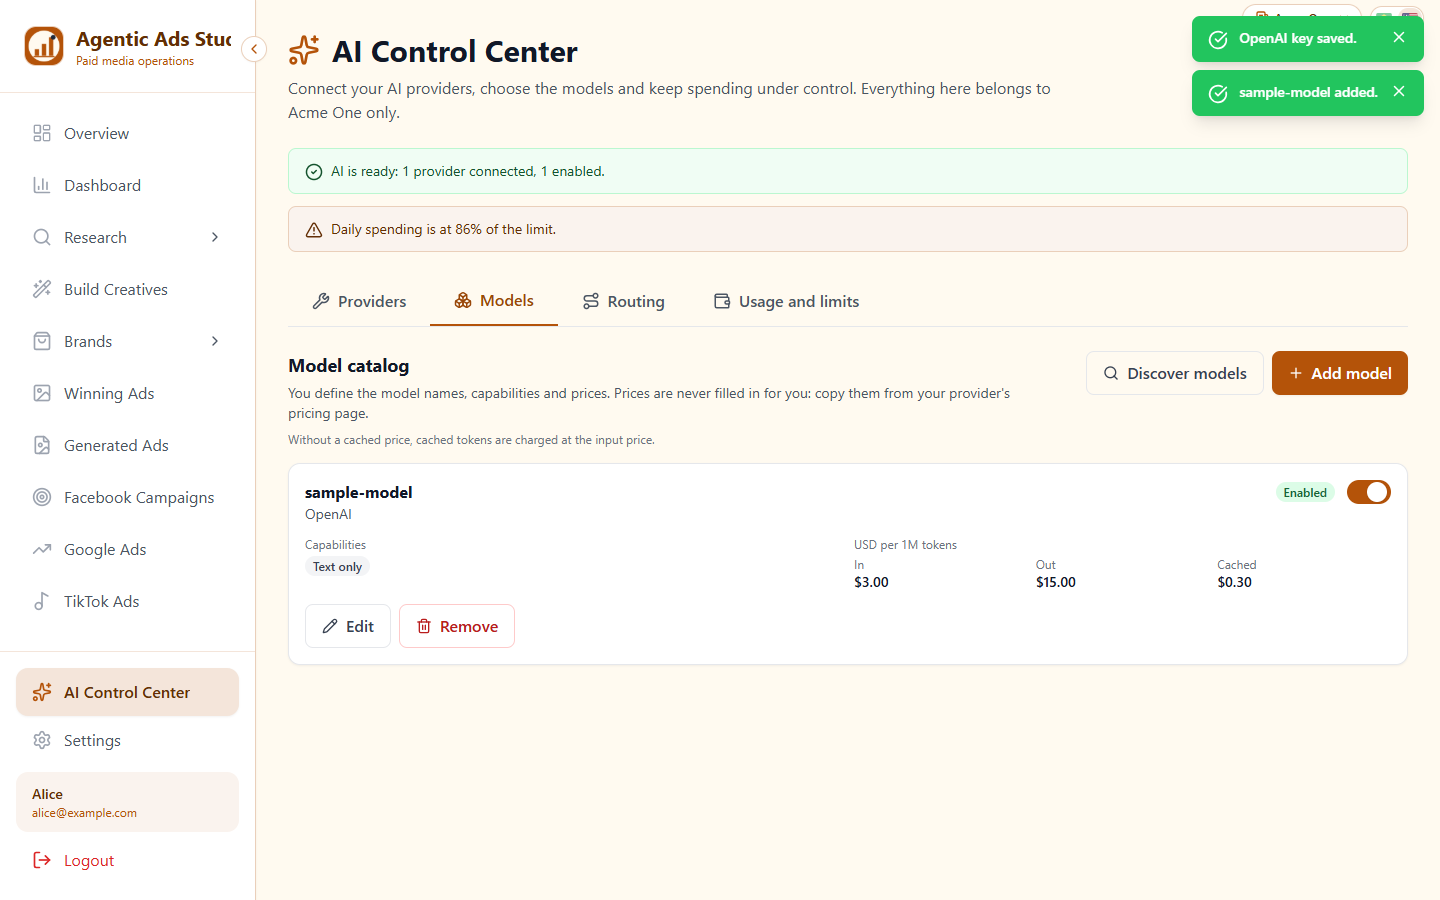 Agentic Ads Stud
Paid media operations
Overview
Dashboard
Research
Build Creatives
Brands
Winning Ads
Generated Ads
Facebook Campaigns
Google Ads
TikTok Ads
AI Control Center
Settings
Alice
alice@example.com
Logout
AI Control Center
Connect your AI providers, choose the models and keep spending under control. Everything here belongs to
Acme One only.
OpenAI key saved.
sample-model added.
AI is ready: 1 provider connected, 1 enabled.
Daily spending is at 86% of the limit.
Providers
Models
Routing
Usage and limits
Model catalog
You define the model names, capabilities and prices. Prices are never filled in for you: copy them from your provider's
pricing page.
Without a cached price, cached tokens are charged at the input price.
Discover models
Add model
sample-model
OpenAI
Enabled
Capabilities
Text only
USD per 1M tokens
In
$3.00
Out
$15.00
Cached
$0.30
Edit
Remove